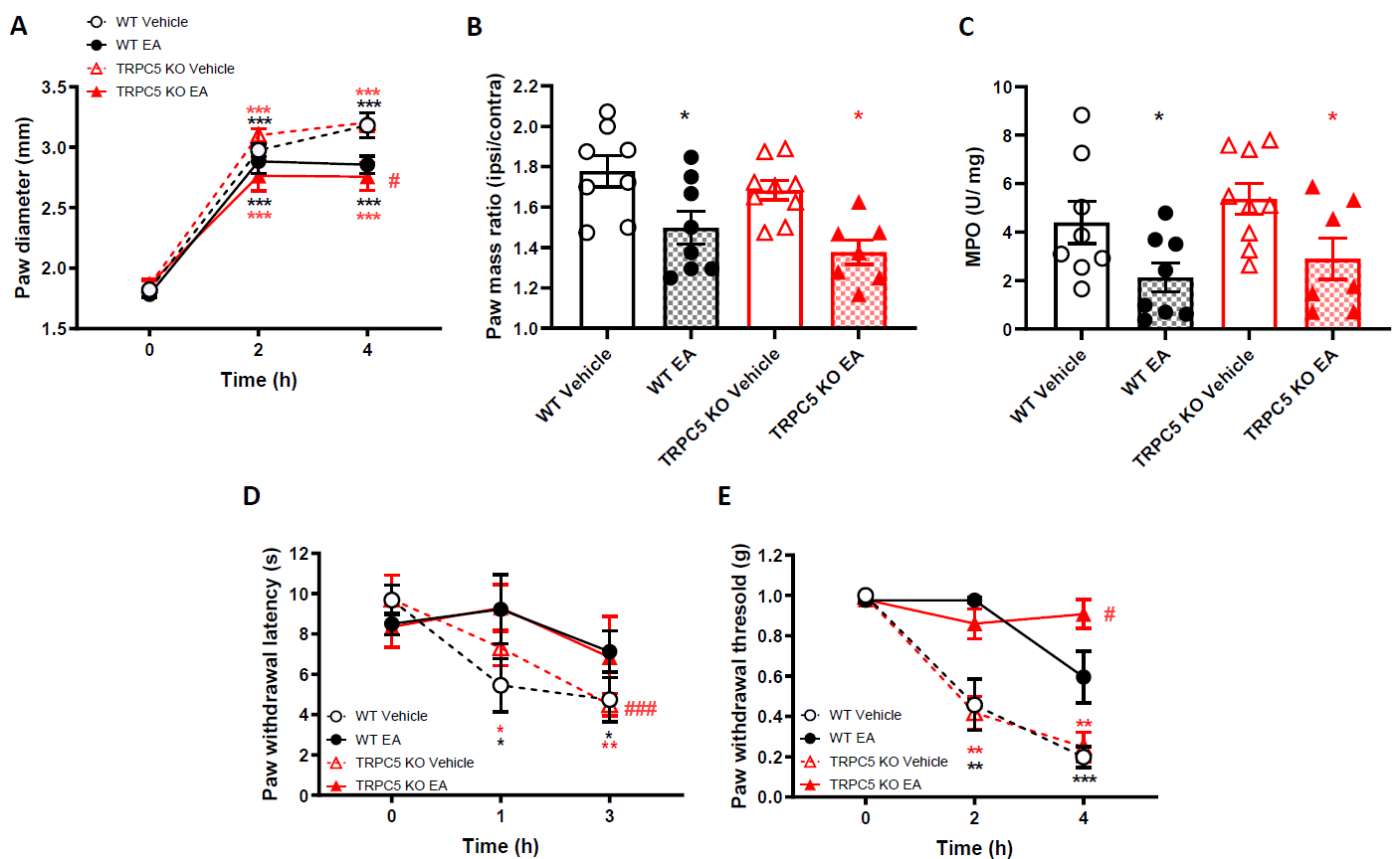 A
WT Vehicle
WT EA
TRPC5 KO Vehicle
TRPC5 KO EA
Paw diameter (mm)
3.5
3.0
2.5
2.0
1.5
***
***
***
***
#
***
***
***
***
0 2 4
Time (h)
B
Paw mass ratio (ipsi/contra)
2.2
2.0
1.8
1.6
1.4
1.2
1.0
*
*
WT Vehicle
WT EA
TRPC5 KO Vehicle
TRPC5 KO EA
C
MPO (U/ mg)
10
8
6
4
2
0
*
*
WT Vehicle
WT EA
TRPC5 KO Vehicle
TRPC5 KO EA
D
Paw withdrawal latency (s)
12
10
8
6
4
2
0
###
*
*
*
**
WT Vehicle
WT EA
TRPC5 KO Vehicle
TRPC5 KO EA
0 1 3
Time (h)
E
Paw withdrawal thresold (g)
1.2
1.0
0.8
0.6
0.4
0.2
0.0
#
**
**
**
***
WT Vehicle
WT EA
TRPC5 KO Vehicle
TRPC5 KO EA
0 2 4
Time (h)